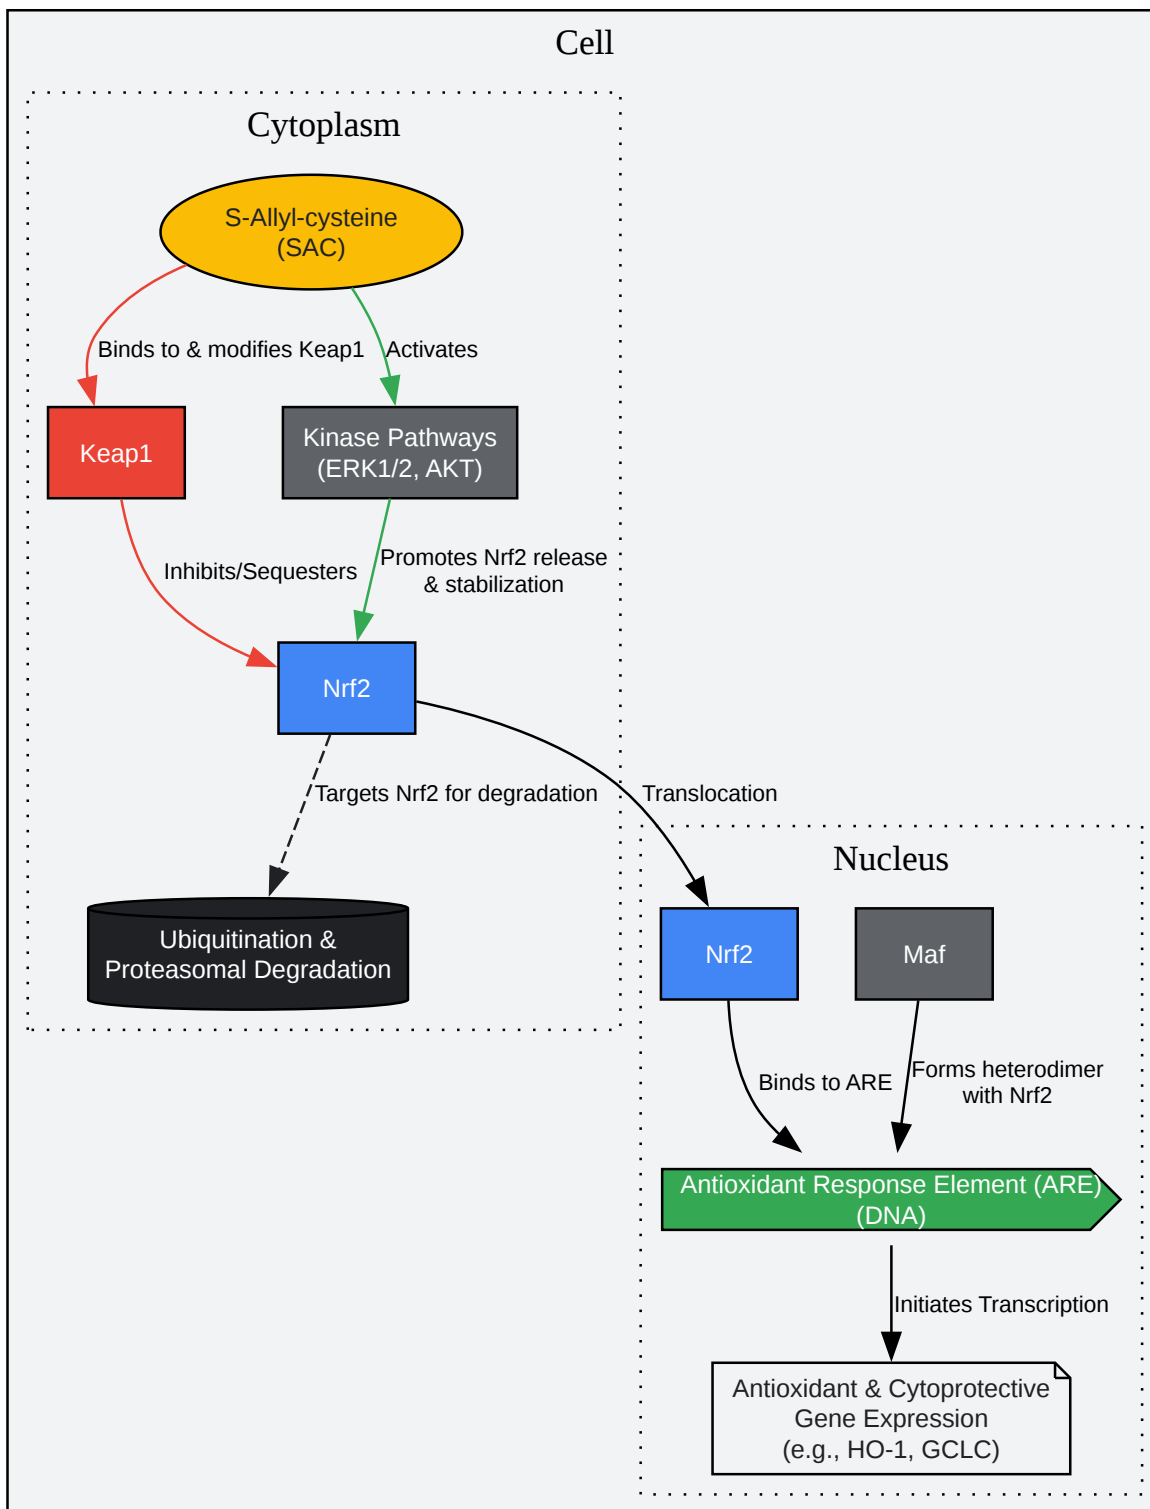 Cell
Cytoplasm
S-Allyl-cysteine
(SAC)
Binds to & modifies Keap1
Activates
Keap1
Kinase Pathways
(ERK1/2, AKT)
Inhibits/Sequesters
Promotes Nrf2 release
& stabilization
Nrf2
Targets Nrf2 for degradation
Translocation
Ubiquitination &
Proteasomal Degradation
Nucleus
Nrf2
Maf
Binds to ARE
Forms heterodimer
with Nrf2
Antioxidant Response Element (ARE)
(DNA)
Initiates Transcription
Antioxidant & Cytoprotective
Gene Expression
(e.g., HO-1, GCLC)